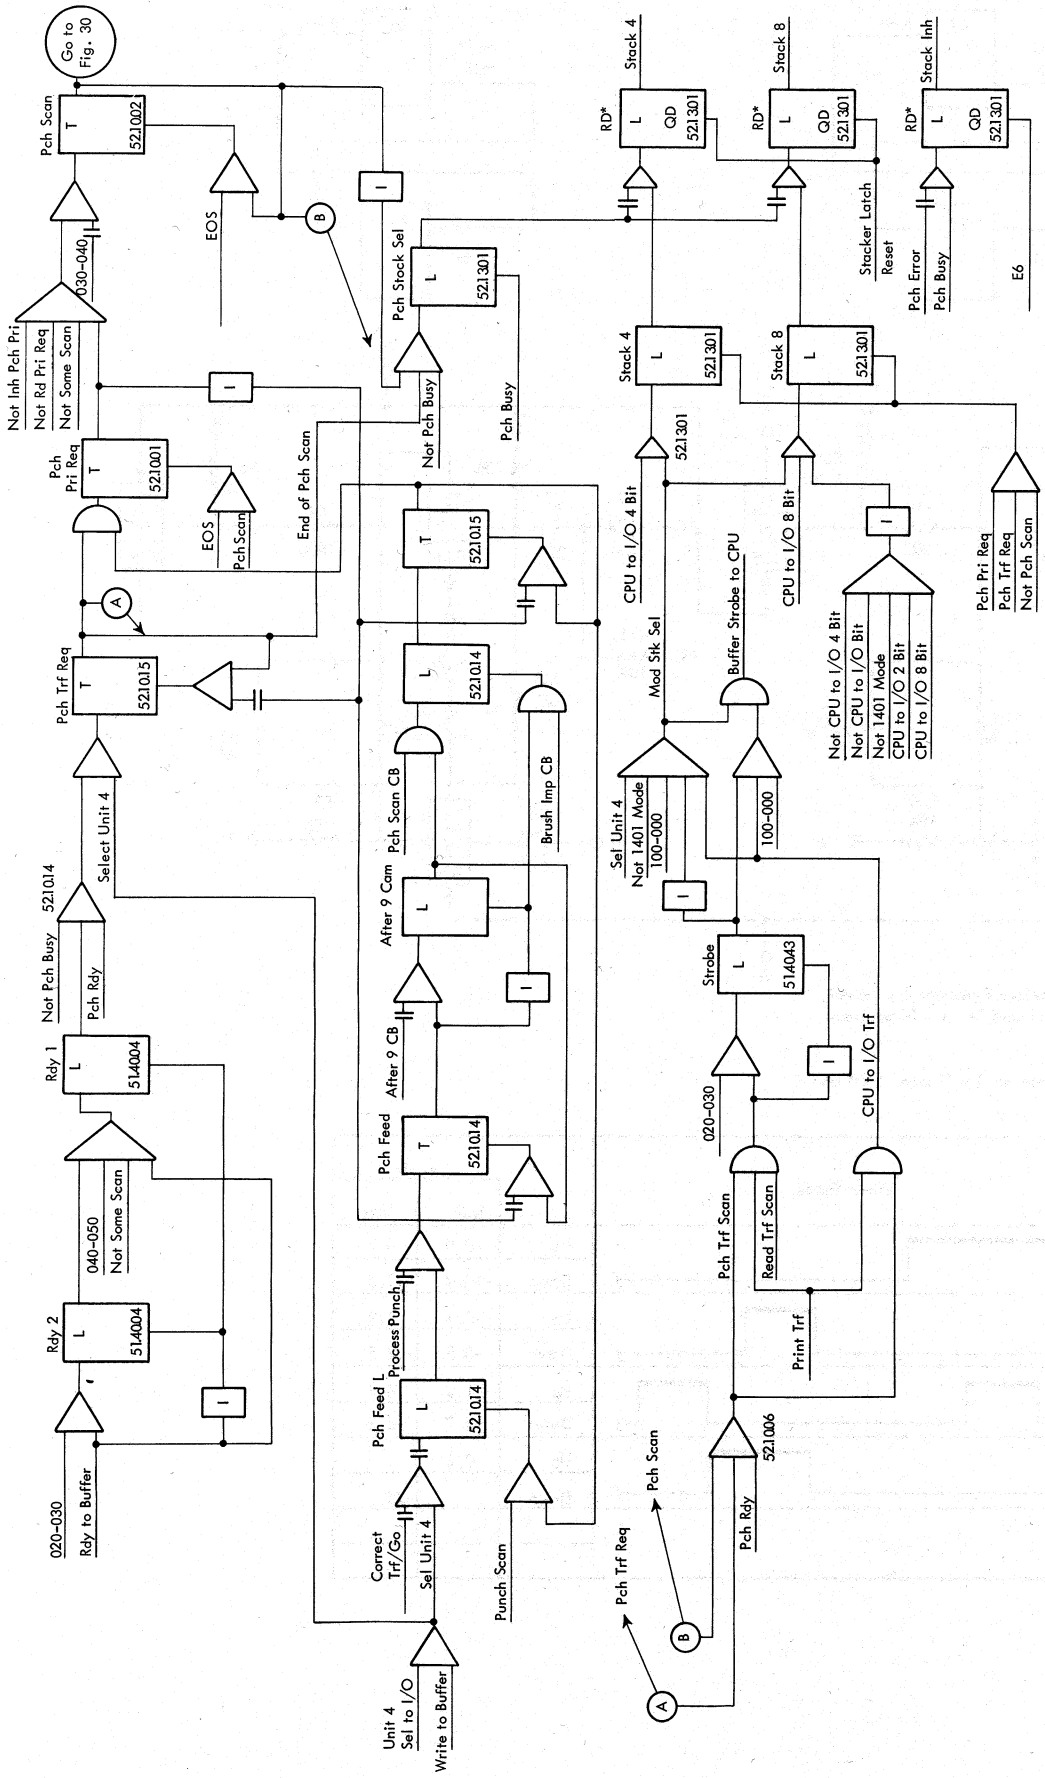 020-030
Rdy to Buffer
Rdy 2
L
51.40.04
I
040-050
Not Some Scan
Rdy 1
L
51.40.04
Not Pch Busy
Pch Rdy
52.10.14
Select Unit 4
Pch Trf Req
T
52.10.15
A
Pch
Pri Req
T
52.10.01
EOS
Pch Scan
I
Not Inh Pch Pri
Not Rd Pri Req
Not Some Scan
030-040
Pch Scan
T
52.10.02
EOS
Go to
Fig. 30
B
I
End of Pch Scan
Not Pch Busy
Pch Stock Sel
L
52.13.01
Pch Busy
Unit 4
Sel to I/O
Write to Buffer
Correct
Trf/Go
Sel Unit 4
Punch Scan
Pch Feed L
L
52.10.14
Process Punch
Pch Feed
T
52.10.14
After 9 CB
I
After 9 Cam
L
Pch Scan CB
Brush Imp CB
L
52.10.14
T
52.10.15
A
Pch Trf Req
B
Pch Scan
Pch Rdy
52.10.06
Print Trf
Pch Trf Scan
Read Trf Scan
020-030
I
CPU to I/O Trf
Strobe
L
51.40.43
I
Sel Unit 4
Not 1401 Mode
100-000
100-000
Mod Stk Sel
Buffer Strobe to CPU
Not CPU to I/O 4 Bit
Not CPU to I/O Bit
Not 1401 Mode
CPU to I/O 2 Bit
CPU to I/O 8 Bit
I
CPU to I/O 4 Bit
52.13.01
CPU to I/O 8 Bit
Pch Pri Req
Pch Trf Req
Not Pch Scan
Stack 4
L
52.13.01
Stack 8
L
52.13.01
Stacker Latch
Reset
Pch Error
Pch Busy
E6
RD*
L
QD
52.13.01
Stack 4
RD*
L
QD
52.13.01
Stack 8
RD*
L
QD
52.13.01
Stack Inh